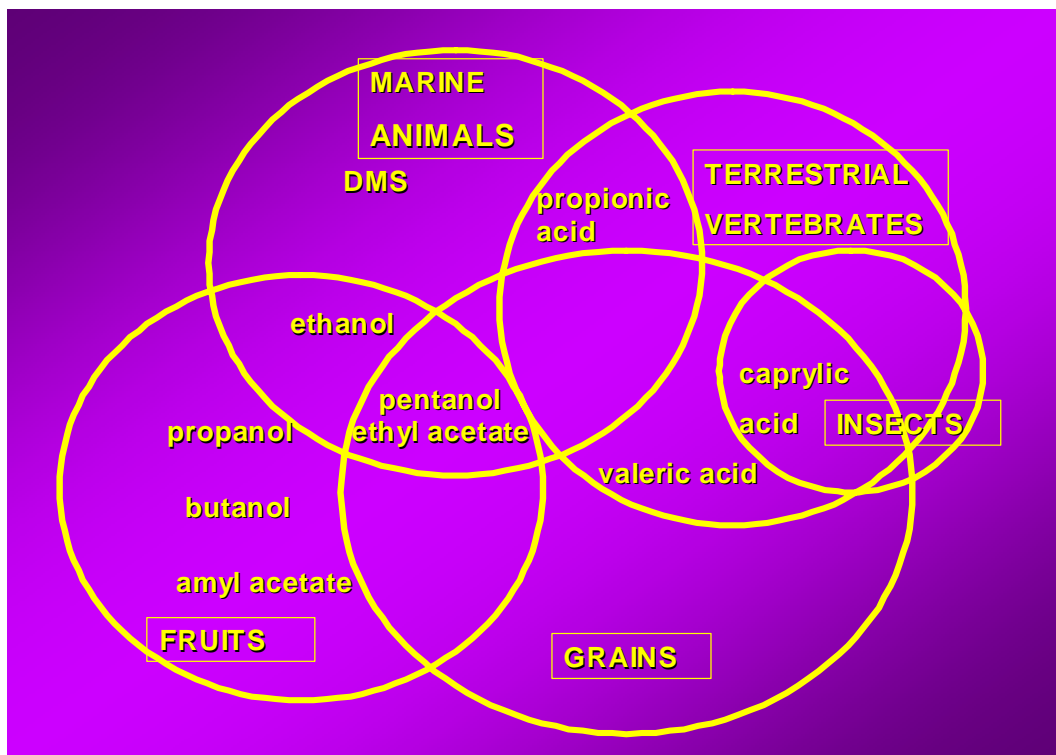 MARINE
ANIMALS
DMS
propionic
acid
TERRESTRIAL
VERTEBRATES
ethanol
pentanol
ethyl acetate
propanol
caprylic
acid
INSECTS
valeric acid
butanol
amyl acetate
FRUITS
GRAINS